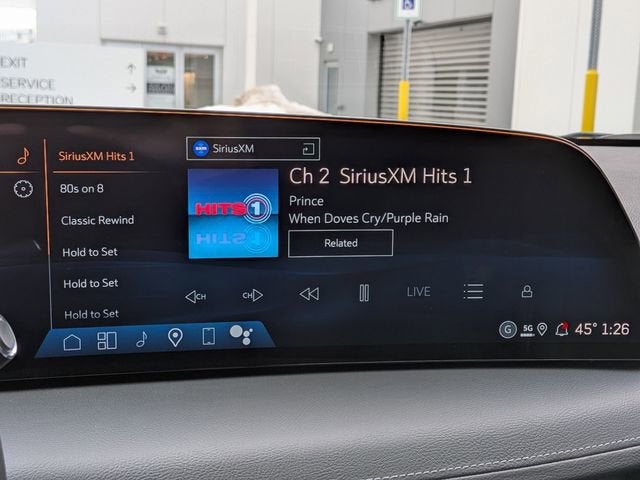 EXIT
SERVICE
RECEPTION
SiriusXM Hits 1
80s on 8
Classic Rewind
Hold to Set
Hold to Set
Hold to Set
SiriusXM
HITS 1
Ch 2 SiriusXM Hits 1
Prince
When Doves Cry/Purple Rain
Related
CH
CH
LIVE
G
5G
45° 1:26